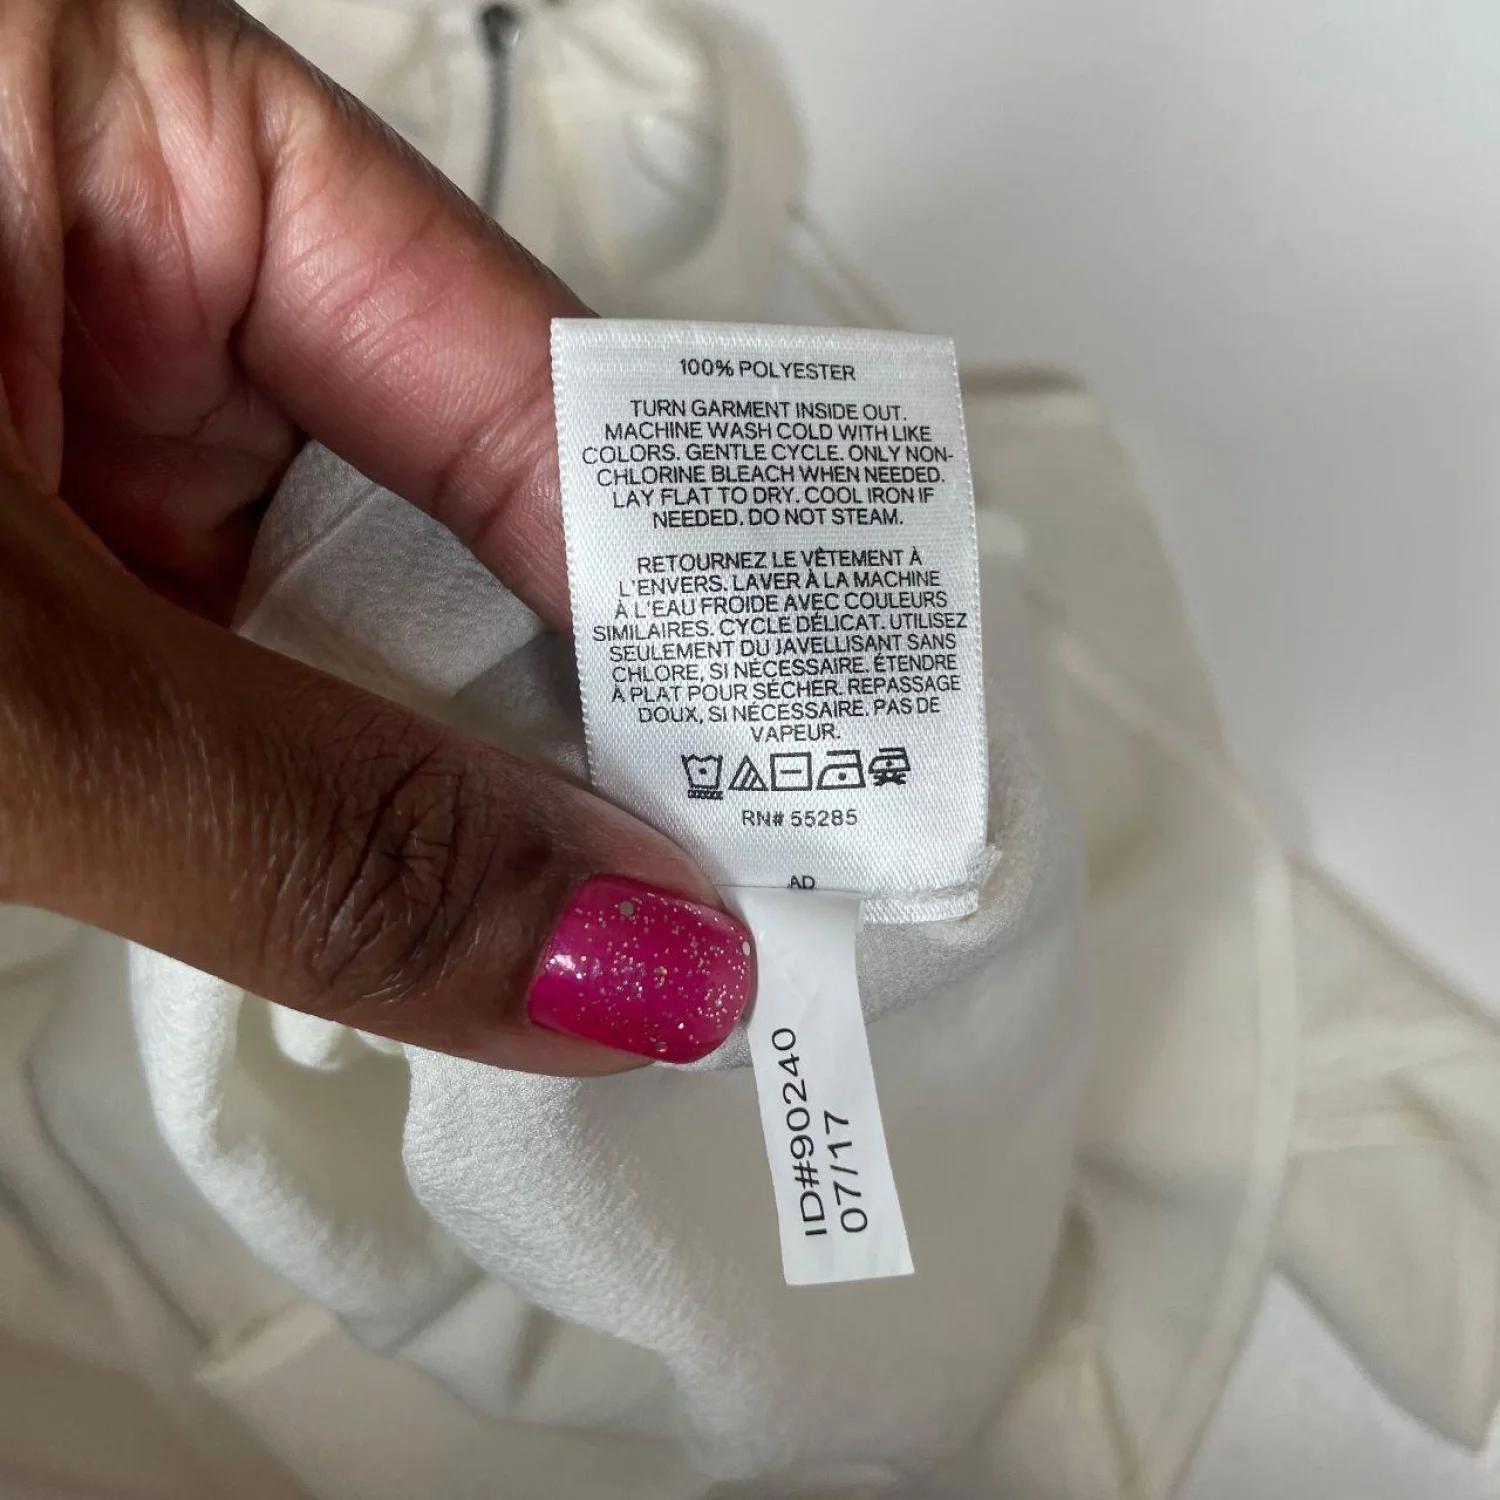 100% POLYESTER
TURN GARMENT INSIDE OUT.
MACHINE WASH COLD WITH LIKE
COLORS. GENTLE CYCLE. ONLY NON-
CHLORINE BLEACH WHEN NEEDED.
LAY FLAT TO DRY. COOL IRON IF
NEEDED. DO NOT STEAM.
RETOURNEZ LE VÊTEMENT À
L'ENVERS. LAVER À LA MACHINE
À L'EAU FROIDE AVEC COULEURS
SIMILAIRES. CYCLE DÉLICAT. UTILISEZ
SEULEMENT DU JAVELLISANT SANS
CHLORE, SI NÉCESSAIRE. ÉTENDRE
À PLAT POUR SÉCHER. REPASSAGE
DOUX, SI NÉCESSAIRE. PAS DE
VAPEUR.
RN# 55285
AD
ID#90240
07/17